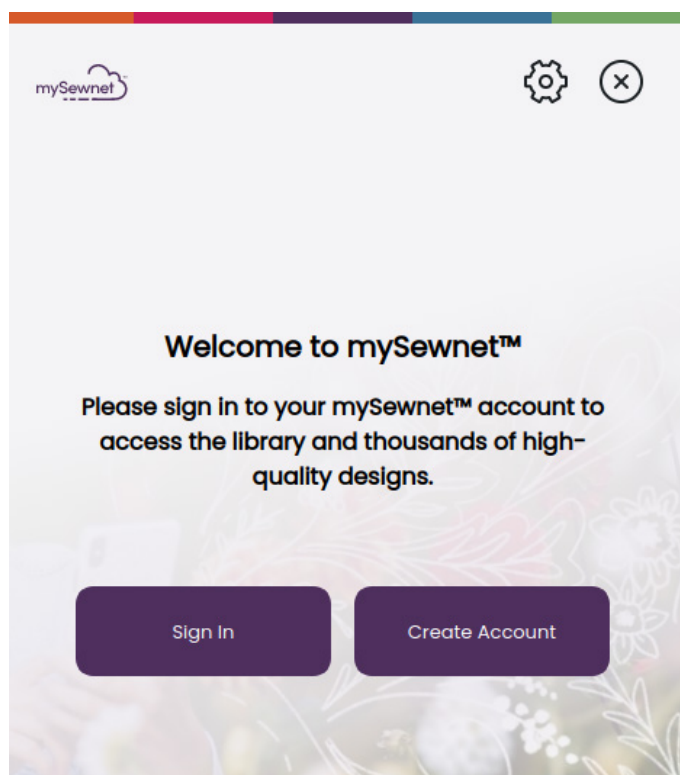 mySewnet™
Welcome to mySewnet™
Please sign in to your mySewnet™ account to
access the library and thousands of high-
quality designs.
Sign In
Create Account